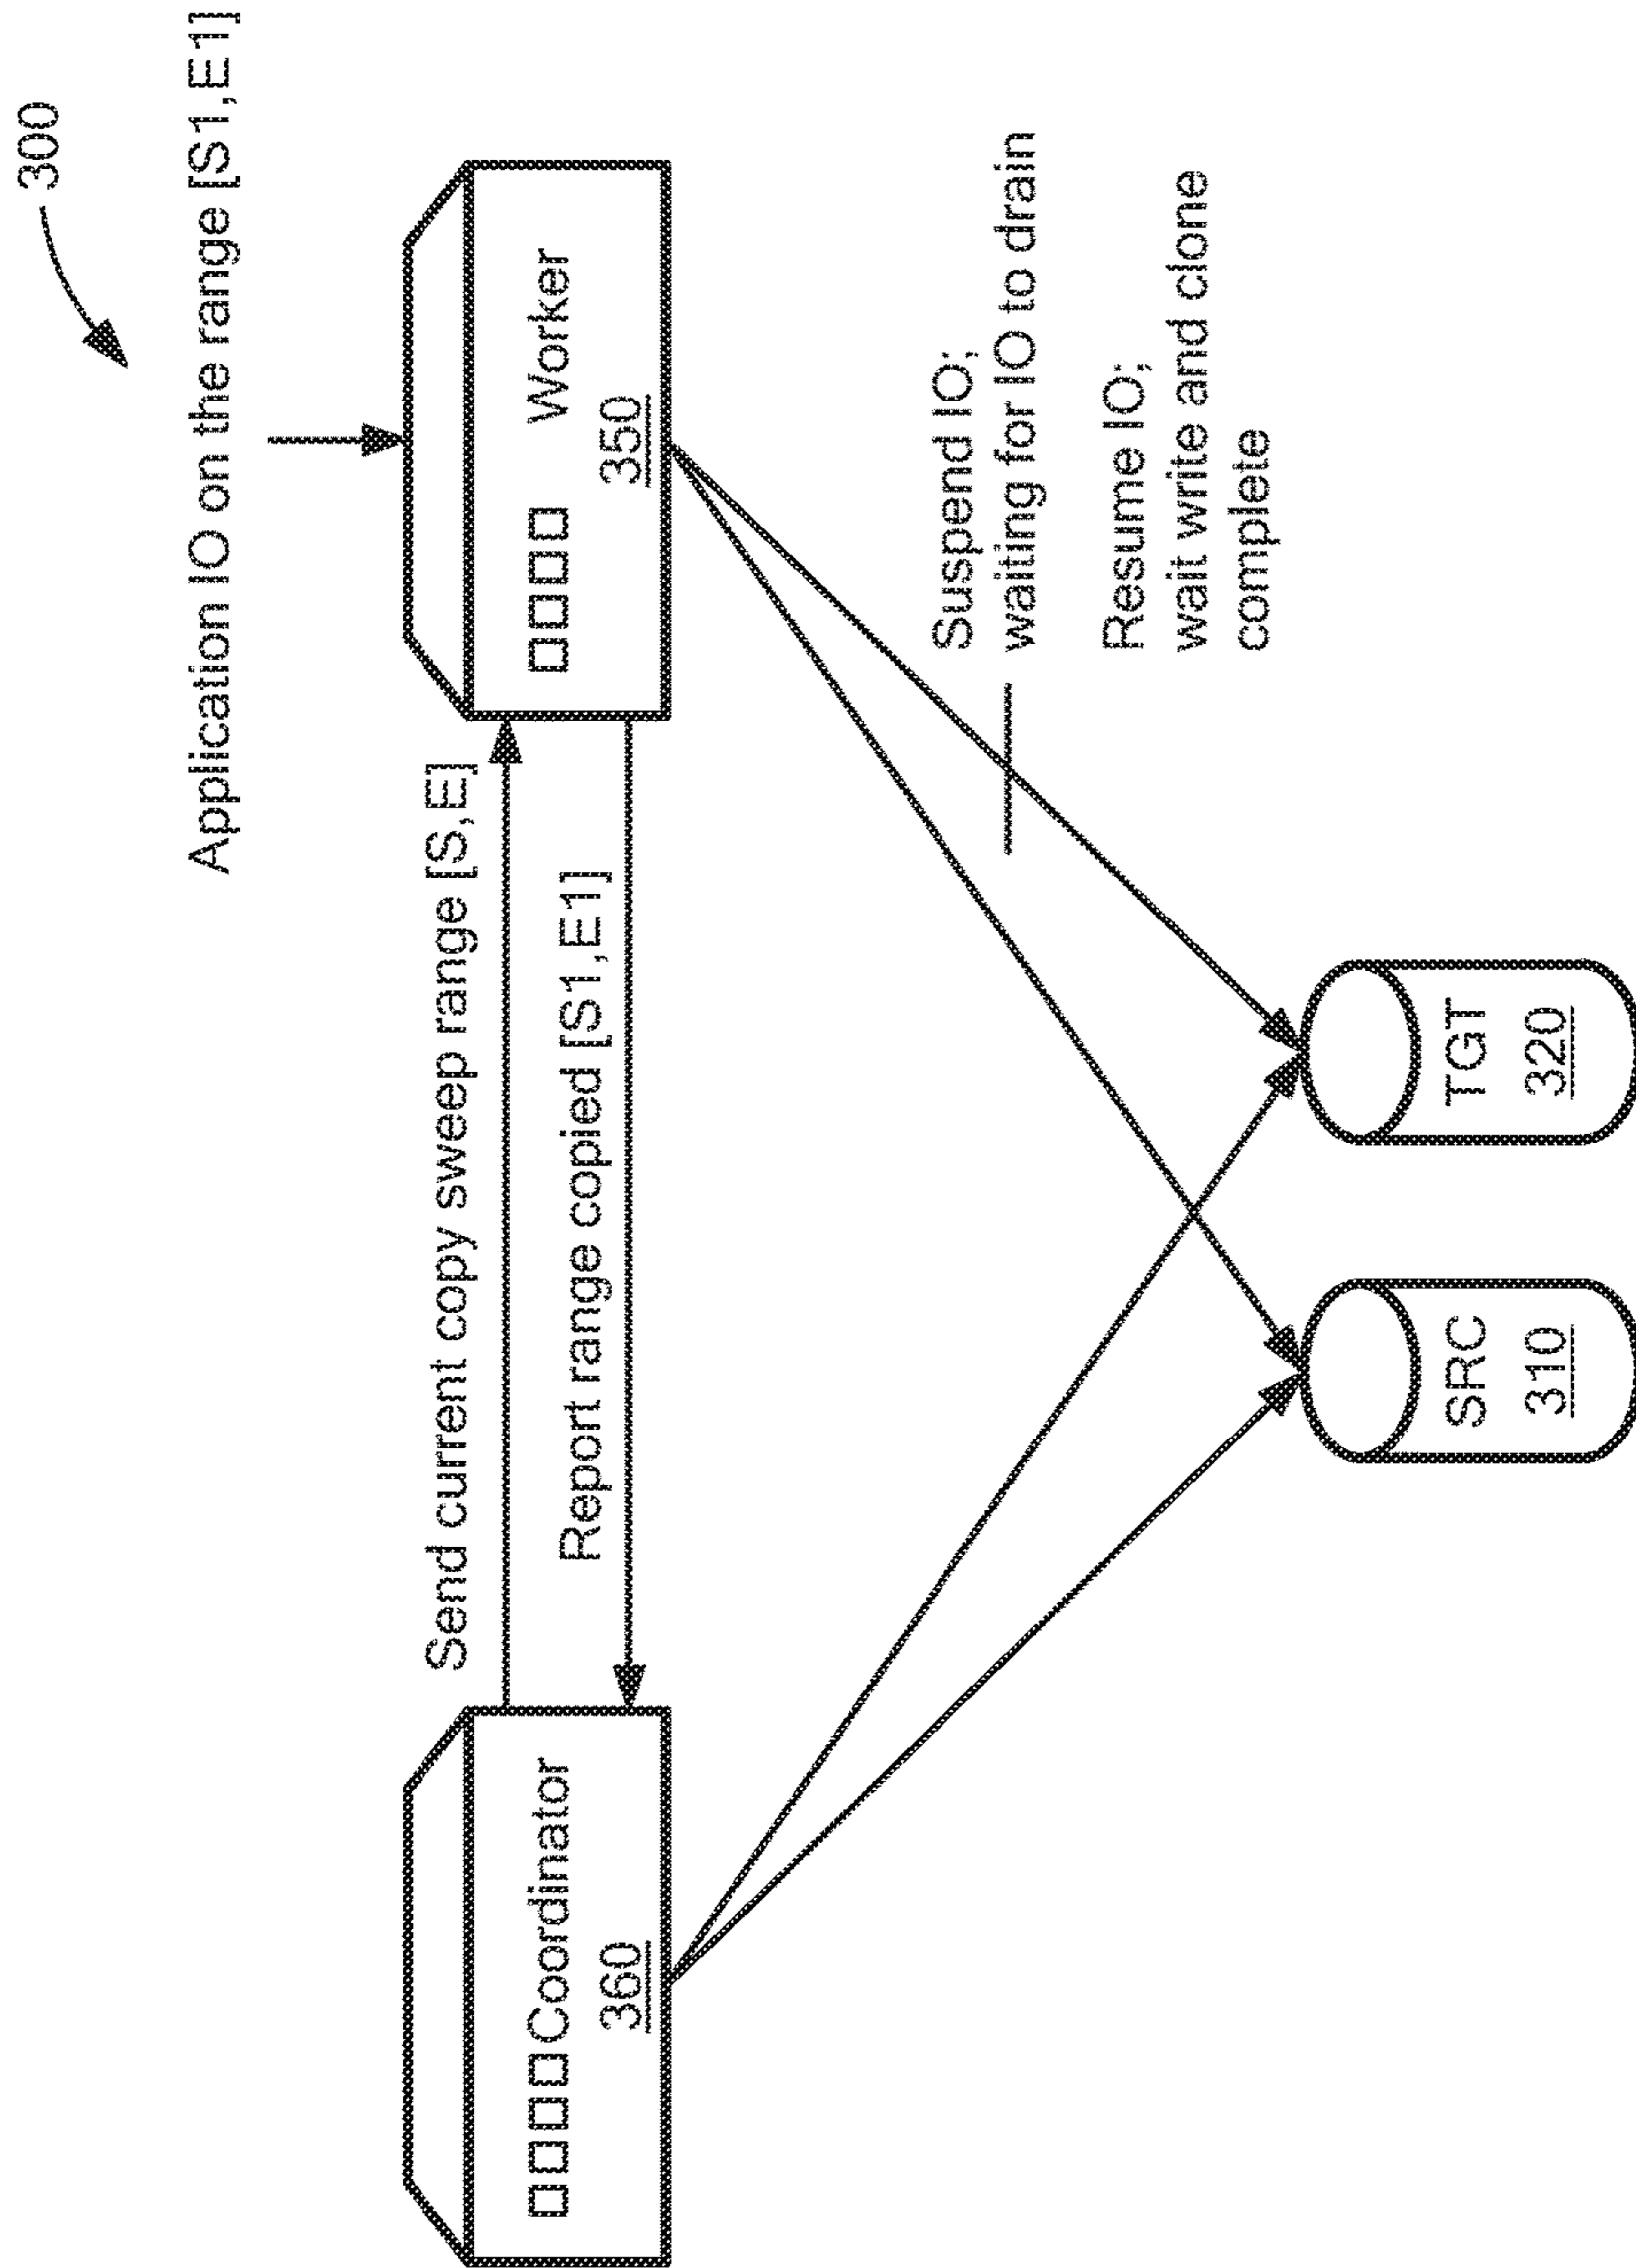 300
Application IO on the range [S1,E1]
Send current copy sweep range [S,E]
Report range copied [S1,E1]
Coordinator
360
Worker
350
Suspend IO;
waiting for IO to drain
Resume IO;
wait write and clone
complete
SRC
310
TGT
320